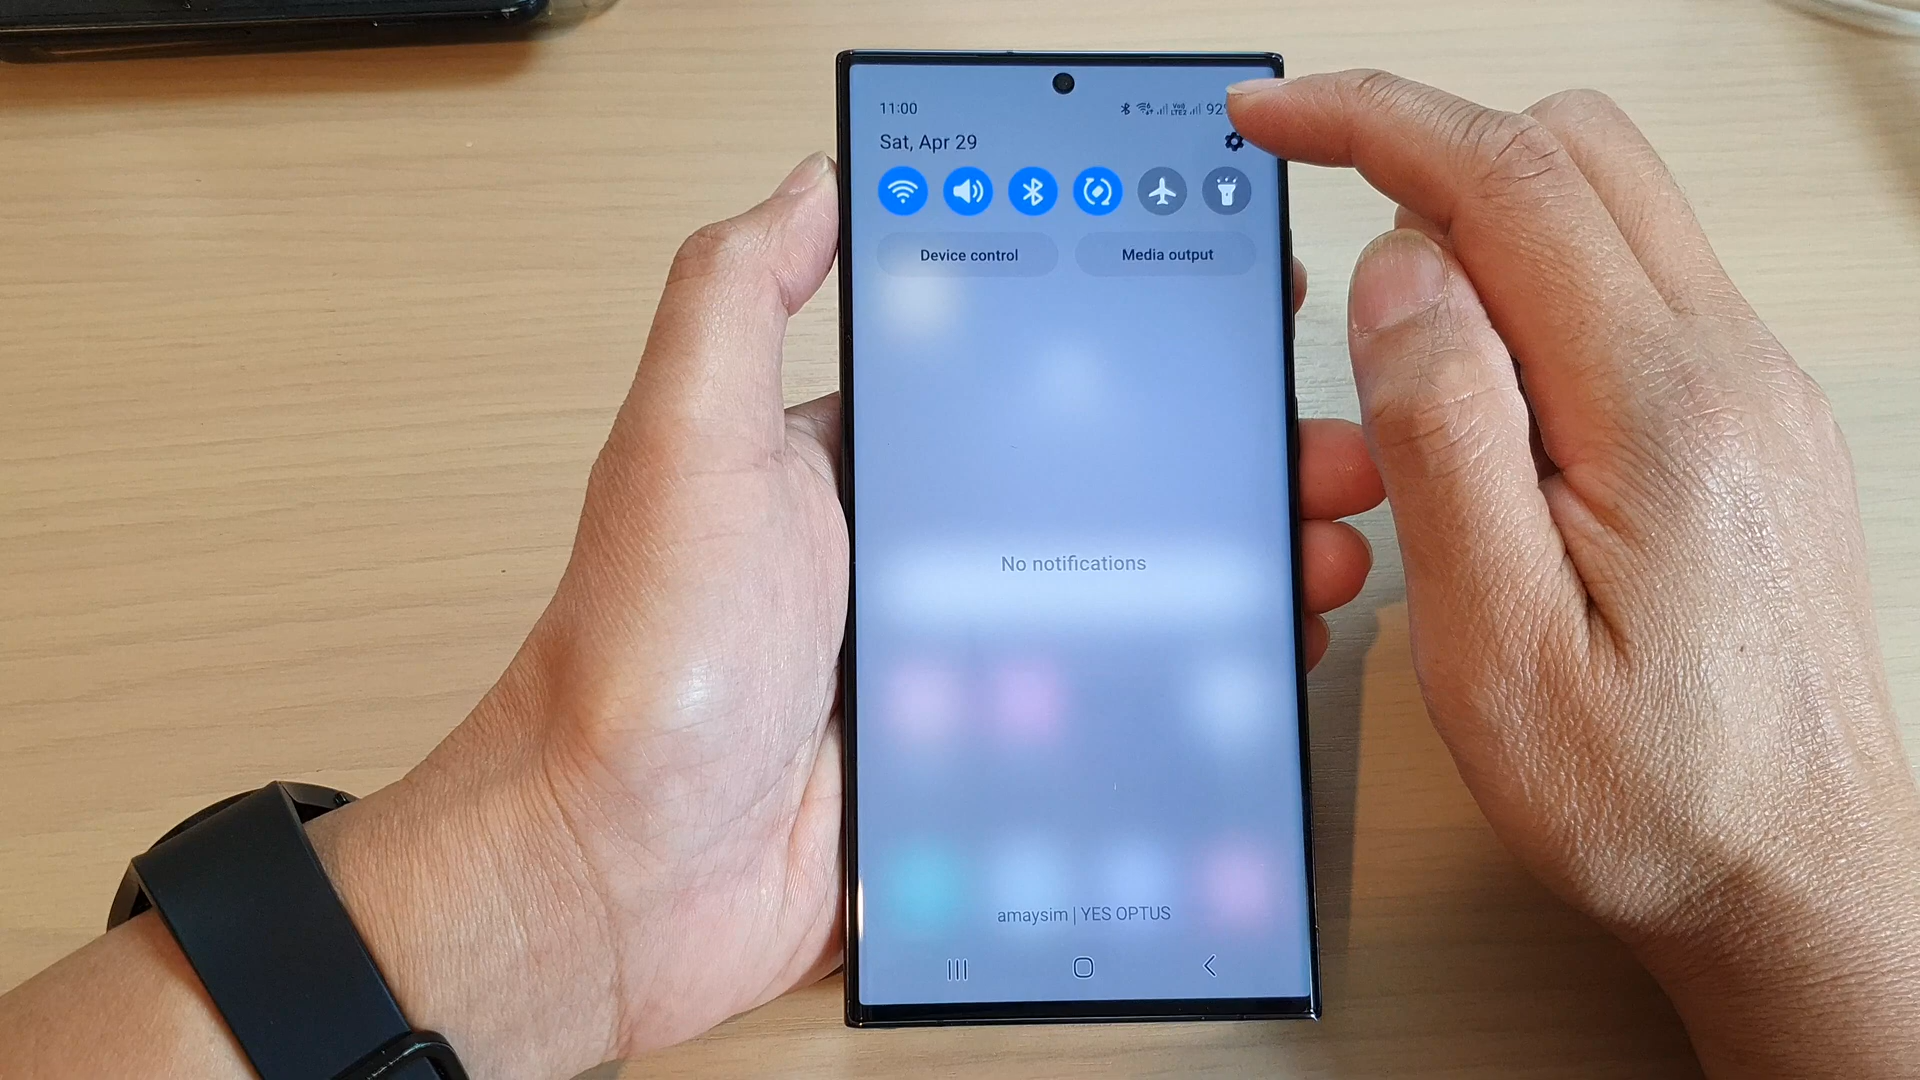 11:00
Sat, Apr 29
Device control
Media output
No notifications
amaysim | YES OPTUS